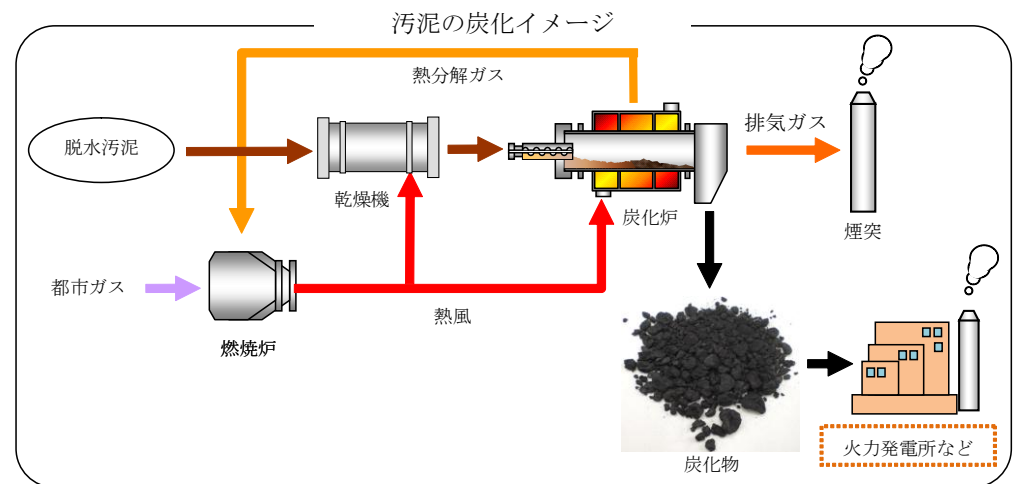 汚泥の炭化イメージ
熱分解ガス
脱水汚泥
乾燥機
炭化炉
排気ガス
煙突
都市ガス
燃焼炉
熱風
炭化物
火力発電所など